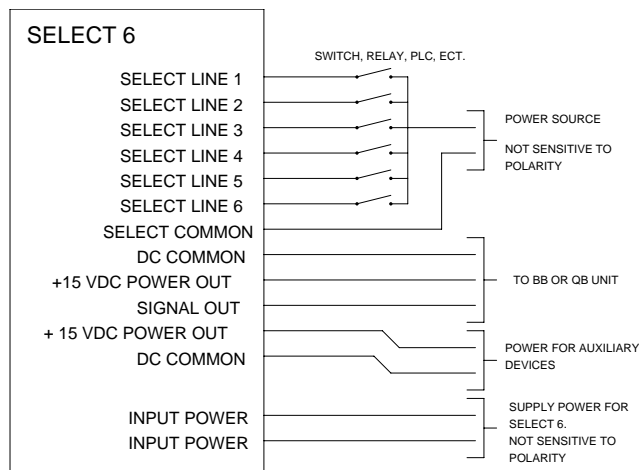 SELECT 6
SWITCH, RELAY, PLC, ECT.
SELECT LINE 1
SELECT LINE 2
SELECT LINE 3
SELECT LINE 4
SELECT LINE 5
SELECT LINE 6
SELECT COMMON
POWER SOURCE
NOT SENSITIVE TO
POLARITY
DC COMMON
+15 VDC POWER OUT
SIGNAL OUT
TO BB OR QB UNIT
+ 15 VDC POWER OUT
DC COMMON
POWER FOR AUXILIARY
DEVICES
INPUT POWER
INPUT POWER
SUPPLY POWER FOR
SELECT 6.
NOT SENSITIVE TO
POLARITY